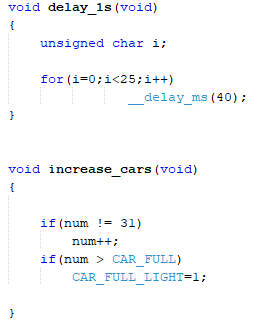 void delay_1s(void)
{
    unsigned char i;
    for(i=0;i<25;i++)
        __delay_ms(40);
}
void increase_cars(void)
{
    if(num != 31)
        num++;
    if(num > CAR_FULL)
        CAR_FULL_LIGHT=1;
}